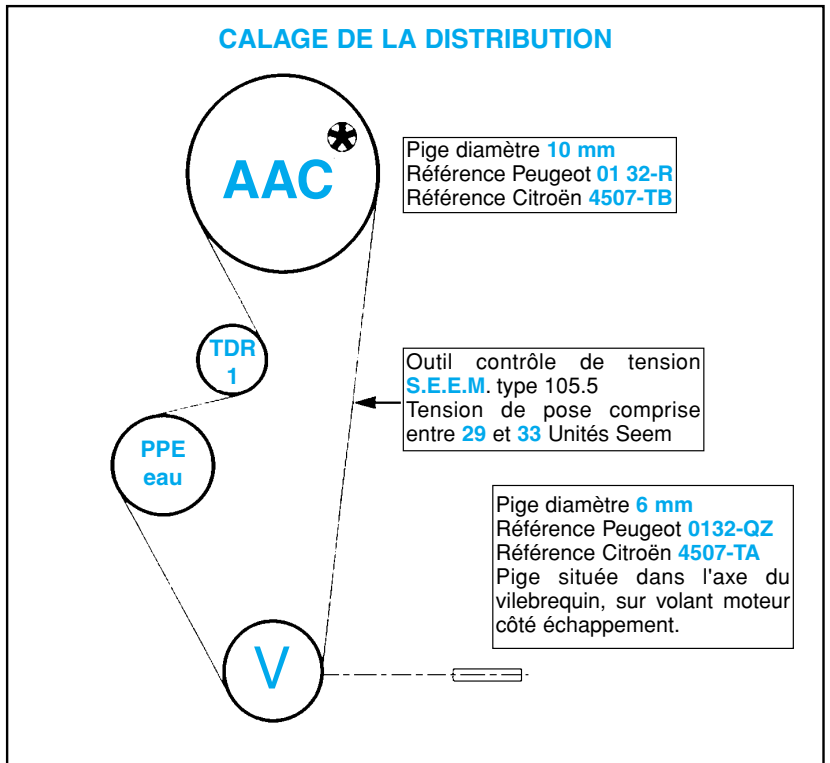 CALAGE DE LA DISTRIBUTION
AAC
Pige diamètre 10 mm
Référence Peugeot 01 32-R
Référence Citroën 4507-TB
TDR
1
Outil contrôle de tension
S.E.E.M. type 105.5
Tension de pose comprise
entre 29 et 33 Unités Seem
PPE
eau
Pige diamètre 6 mm
Référence Peugeot 0132-QZ
Référence Citroën 4507-TA
Pige située dans l'axe du
vilebrequin, sur volant moteur
côté échappement.
V